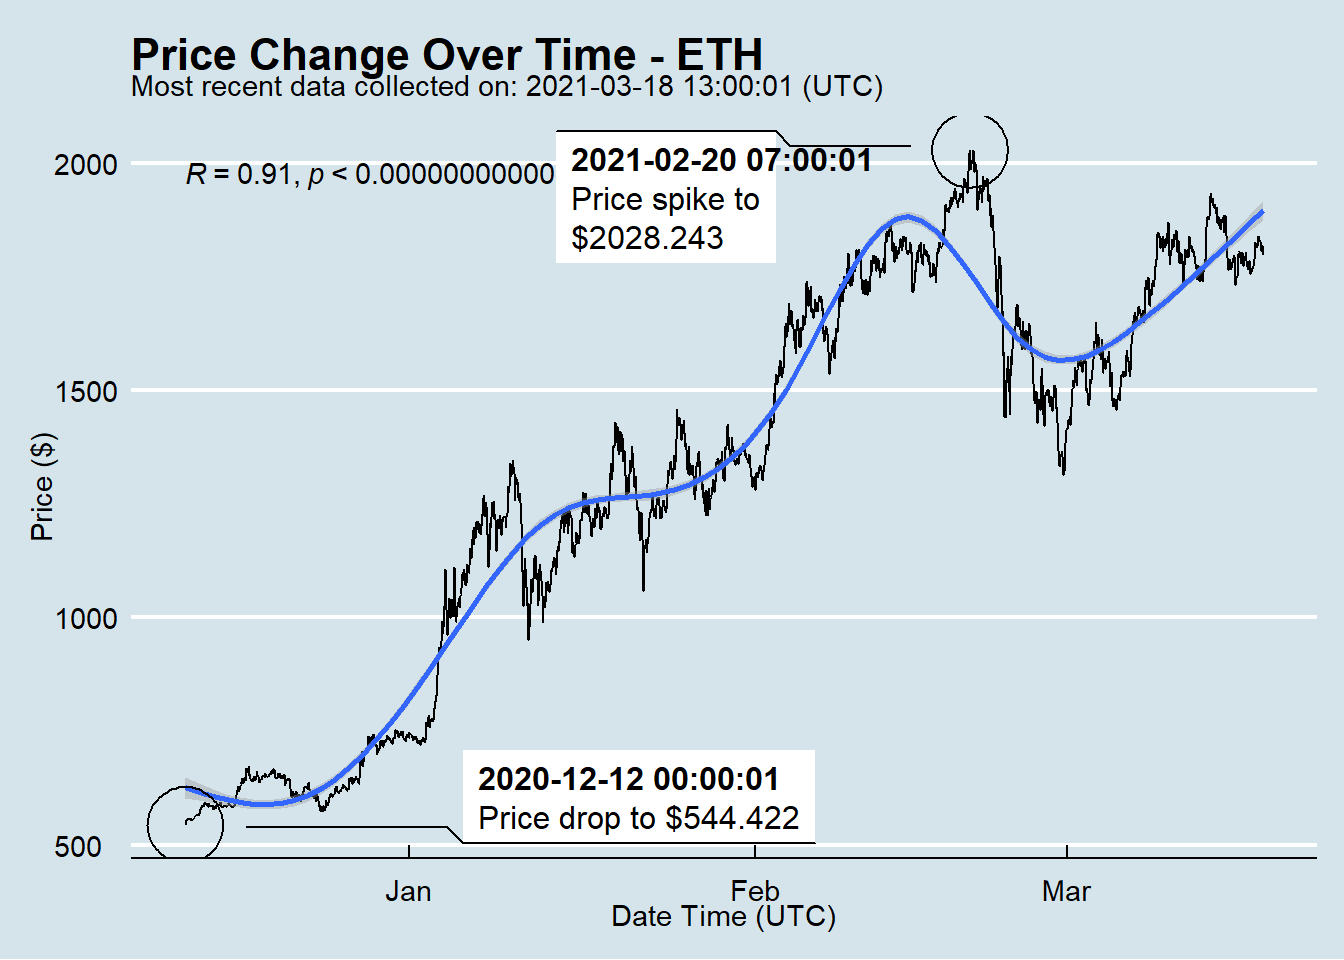 Price Change Over Time - ETH
Most recent data collected on: 2021-03-18 13:00:01 (UTC)
R = 0.91, p < 0.00000000000
2021-02-20 07:00:01
Price spike to
$2028.243
2000
1500
1000
500
Price ($)
2020-12-12 00:00:01
Price drop to $544.422
Jan
Feb
Mar
Date Time (UTC)